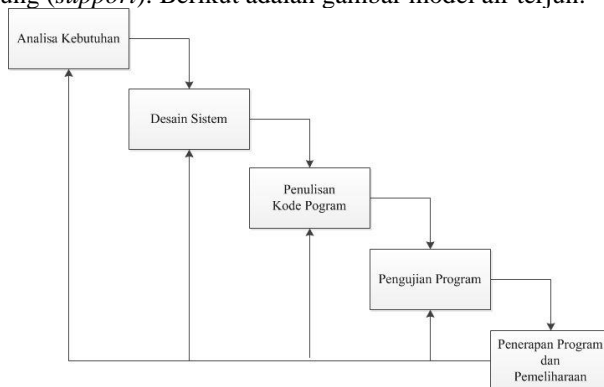 ung (support). Berikut adalah gambar model air terjun:
Analisa Kebutuhan
Desain Sistem
Penulisan
Kode Pogram
Pengujian Program
Penerapan Program
dan
Pemeliharaan